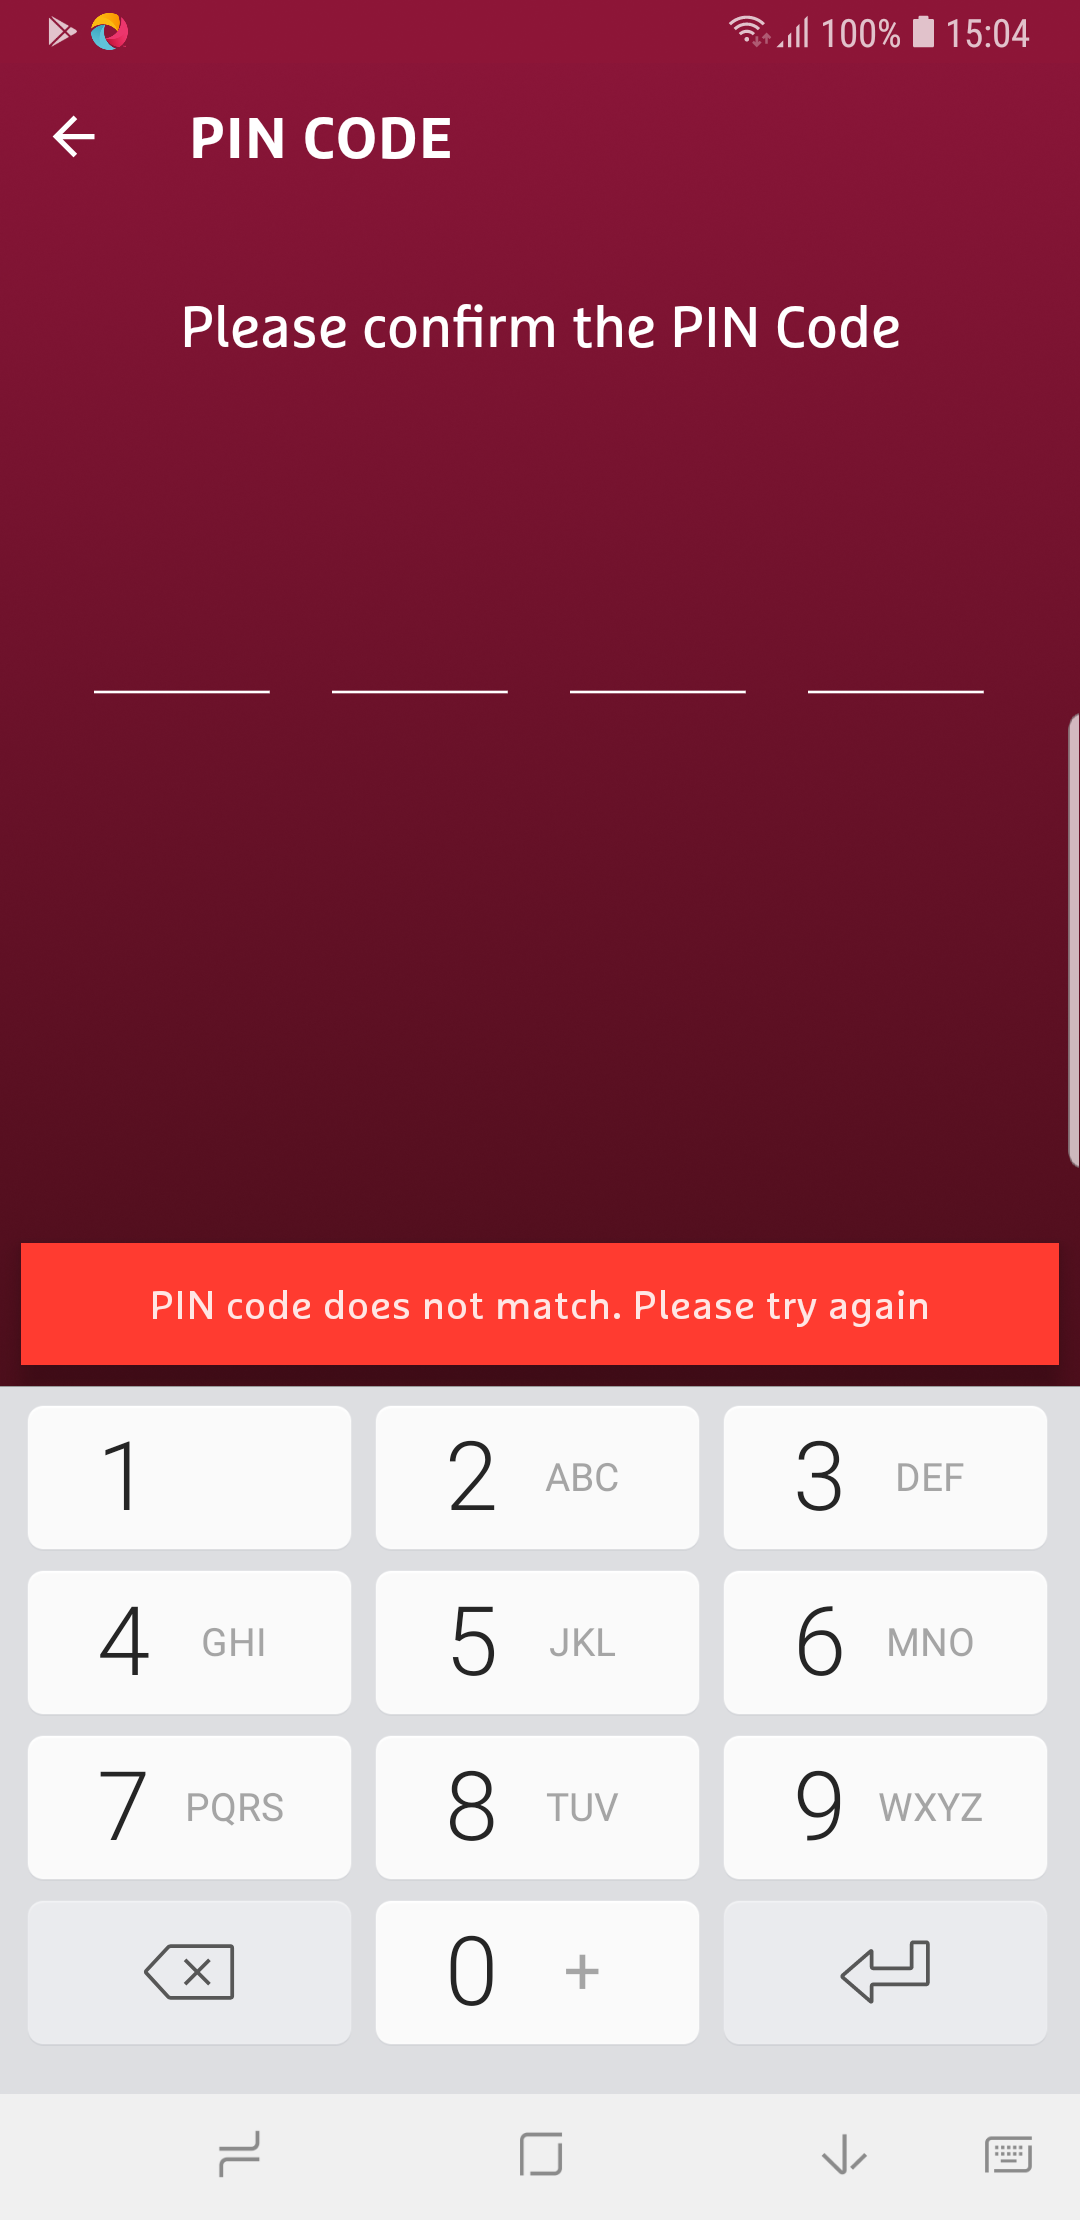 100% 15:04
PIN CODE
Please confirm the PIN Code
PIN code does not match. Please try again
1 2 ABC 3 DEF
4 GHI 5 JKL 6 MNO
7 PQRS 8 TUV 9 WXYZ
0 +